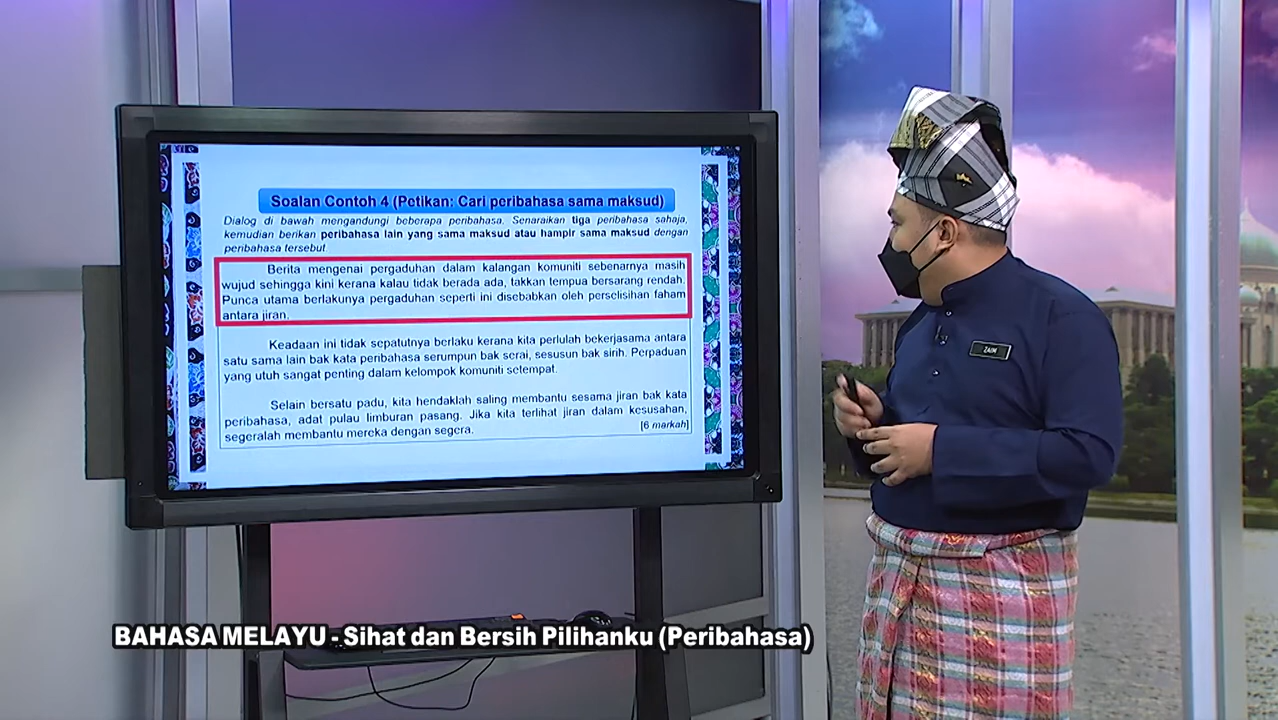 Soalan Contoh 4 (Petikan: Cari peribahasa sama maksud)
Dialog di bawah mengandungi beberapa peribahasa. Senaraikan tiga peribahasa sahaja,
kemudian berikan peribahasa lain yang sama maksud atau hampir sama maksud dengan
peribahasa tersebut.
Berita mengenai pergaduhan dalam kalangan komuniti sebenarnya masih
wujud sehingga kini kerana kalau tidak berada ada, takkan tempua bersarang rendah.
Punca utama berlakunya pergaduhan seperti ini disebabkan oleh perselisihan faham
antara jiran.
Keadaan ini tidak sepatutnya berlaku kerana kita perlulah bekerjasama antara
satu sama lain bak kata peribahasa serumpun bak serai, sesusun bak sirih. Perpaduan
yang utuh sangat penting dalam kelompok komuniti setempat.
Selain bersatu padu, kita hendaklah saling membantu sesama jiran bak kata
peribahasa, adat pulau limburan pasang. Jika kita terlihat jiran dalam kesusahan,
segeralah membantu mereka dengan segera.
[6 markah]
ZAIM
BAHASA MELAYU - Sihat dan Bersih Pilihanku (Peribahasa)